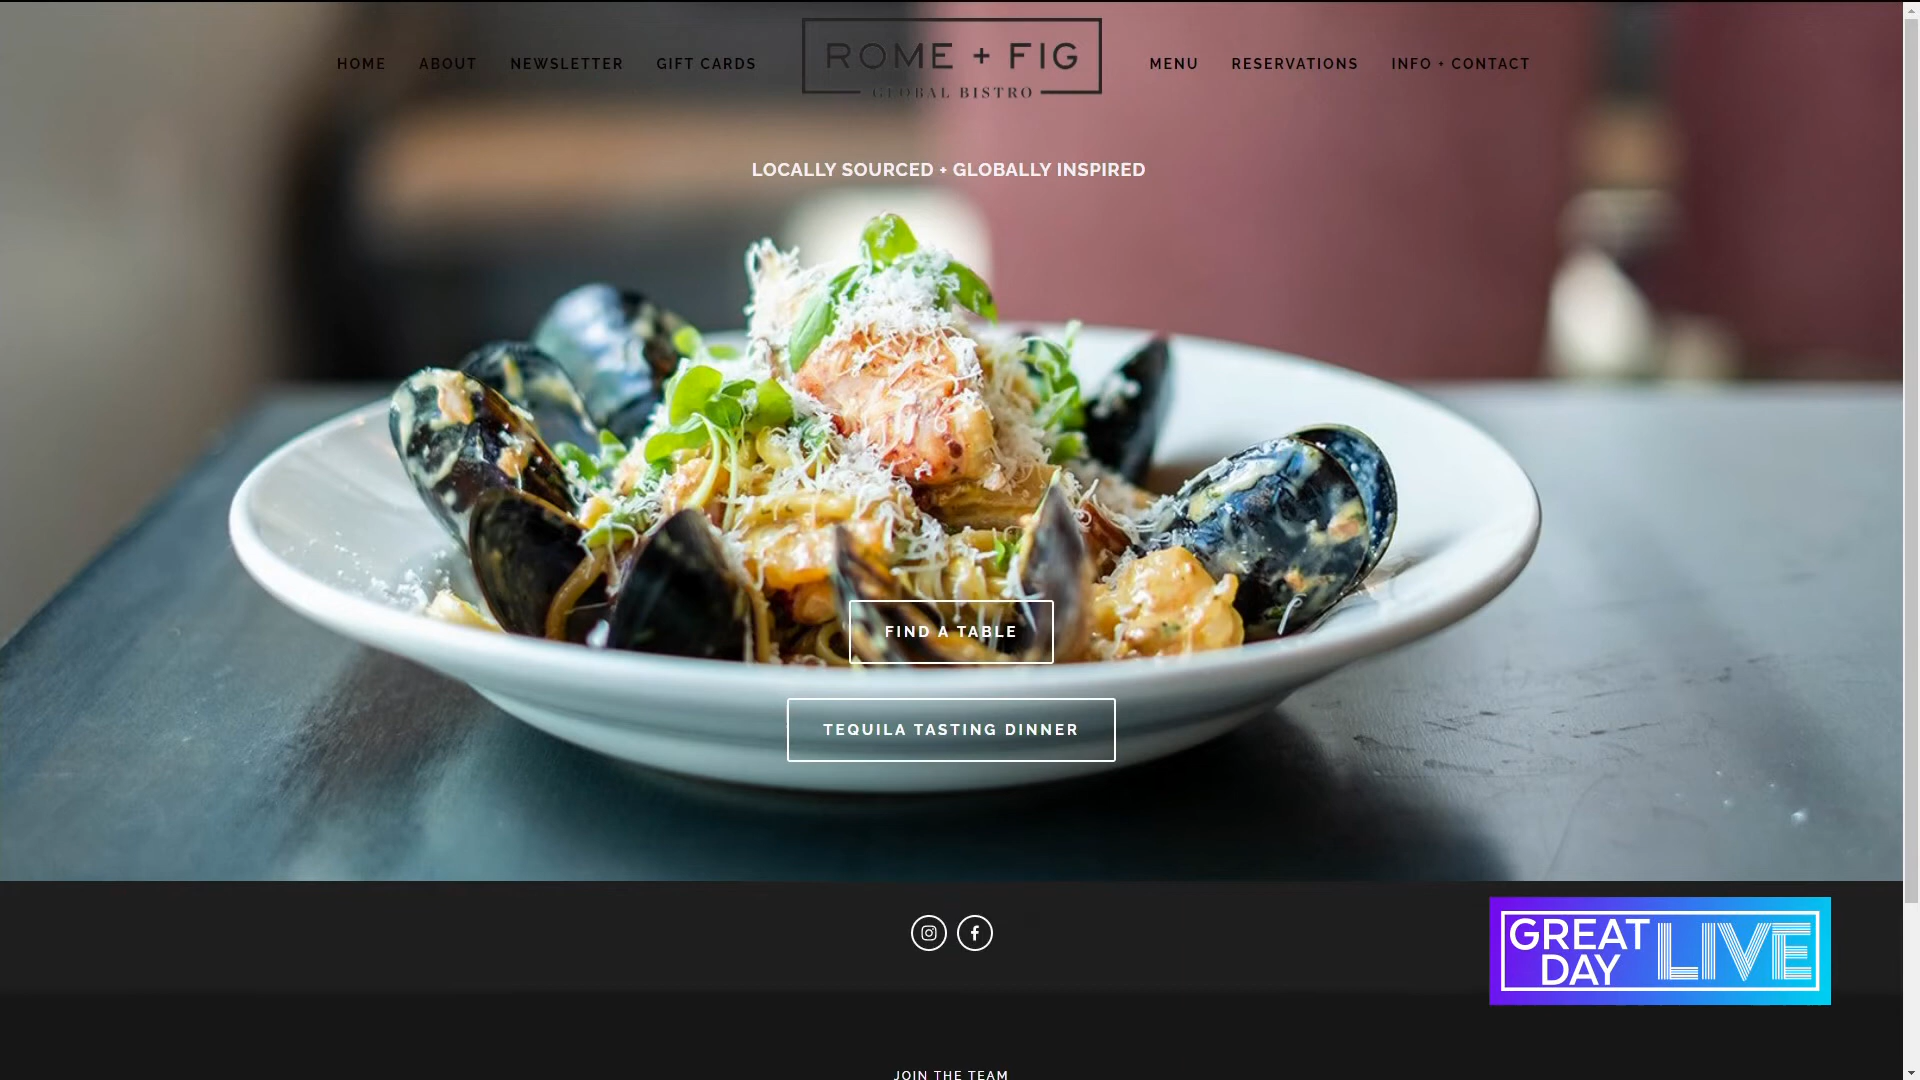 HOME ABOUT NEWSLETTER GIFT CARDS
ROME + FIG
GLOBAL BISTRO
MENU RESERVATIONS INFO + CONTACT
LOCALLY SOURCED + GLOBALLY INSPIRED
FIND A TABLE
TEQUILA TASTING DINNER
GREAT DAY LIVE
JOIN THE TEAM